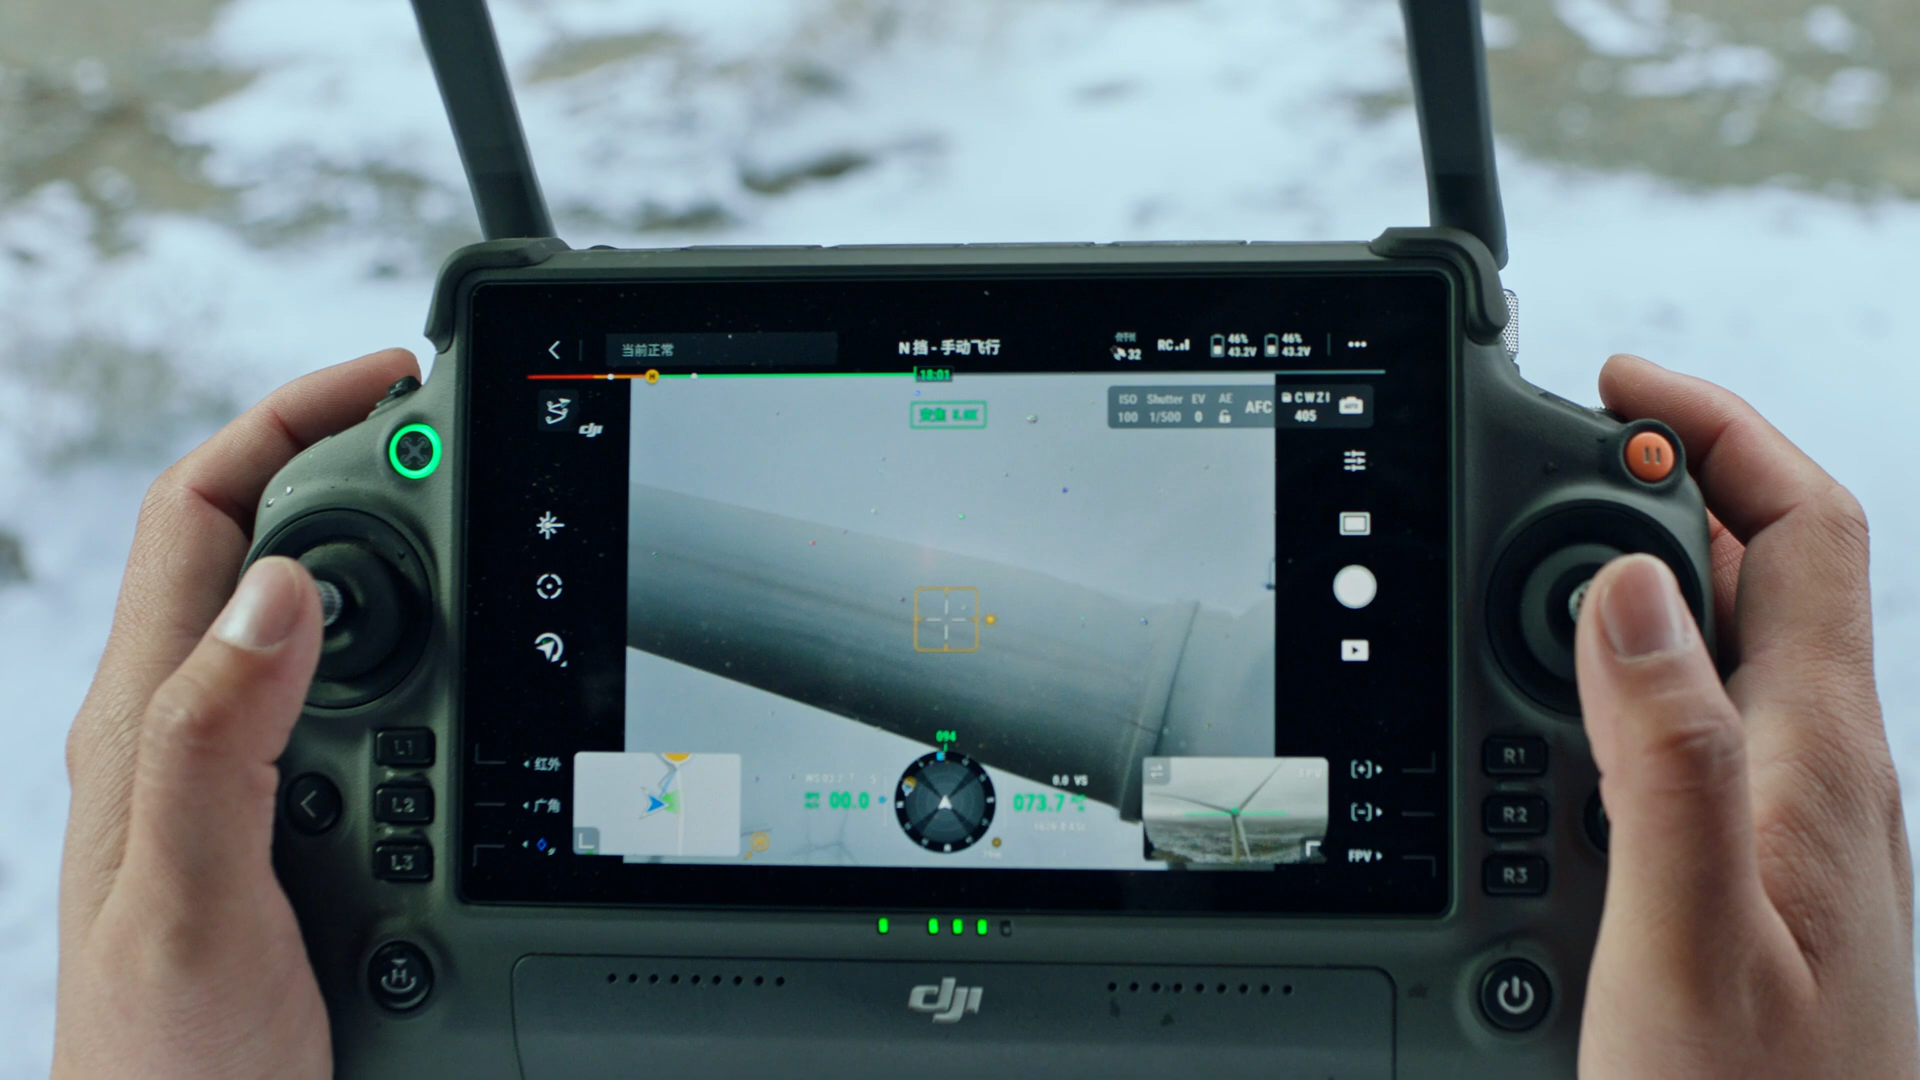 当前正常
N 挡 - 手动飞行
RTH
32
RC
46%
43.2V
46%
43.2V
18:01
ISO
100
Shutter
1/500
EV
0
AE
AFC
405
dji
094
红外
广角
00.0
0.0 VS
073.7
FPV
L1
L2
L3
R1
R2
R3
H
dji